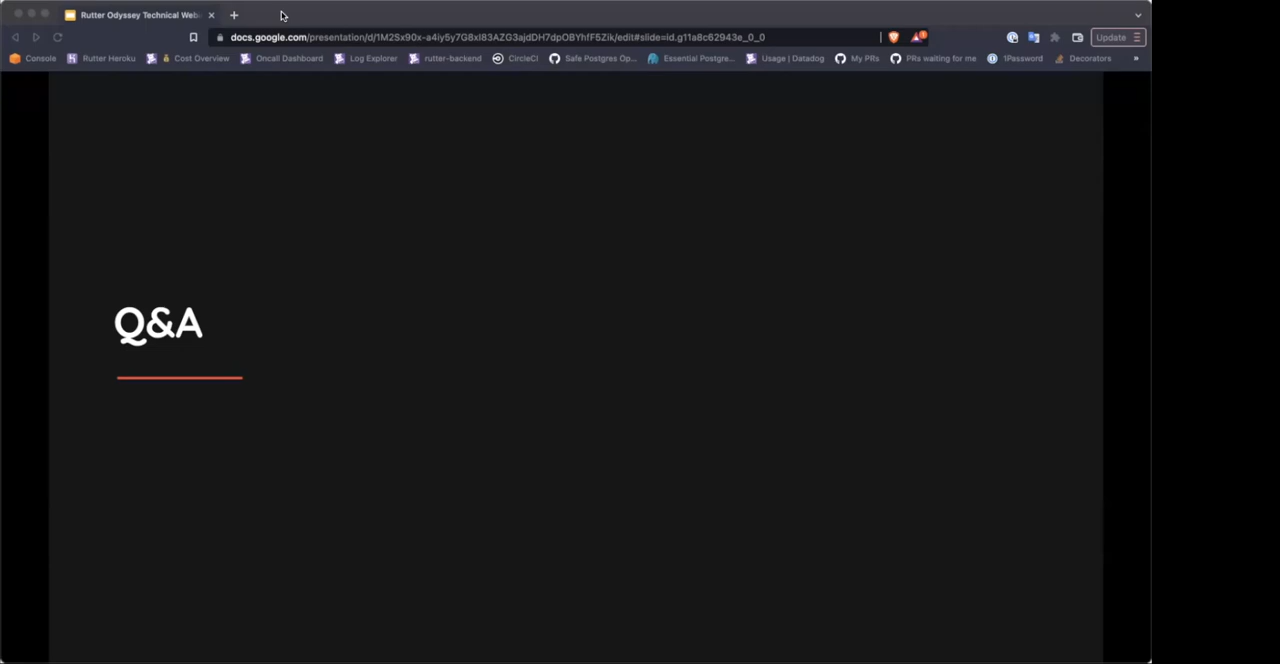 Rutter Odyssey Technical Web
docs.google.com/presentation/d/1M2Sx90x-a4iy5y7G8xI83AZG3ajdDH7dpOBYhfF5Zik/edit#slide=id.g11a8c62943e_0_0
Update
Console Rutter Heroku Cost Overview Oncall Dashboard Log Explorer rutter-backend CircleCI Safe Postgres Op... Essential Postgre... Usage | Datadog My PRs PRs waiting for me 1Password Decorators »
Q&A